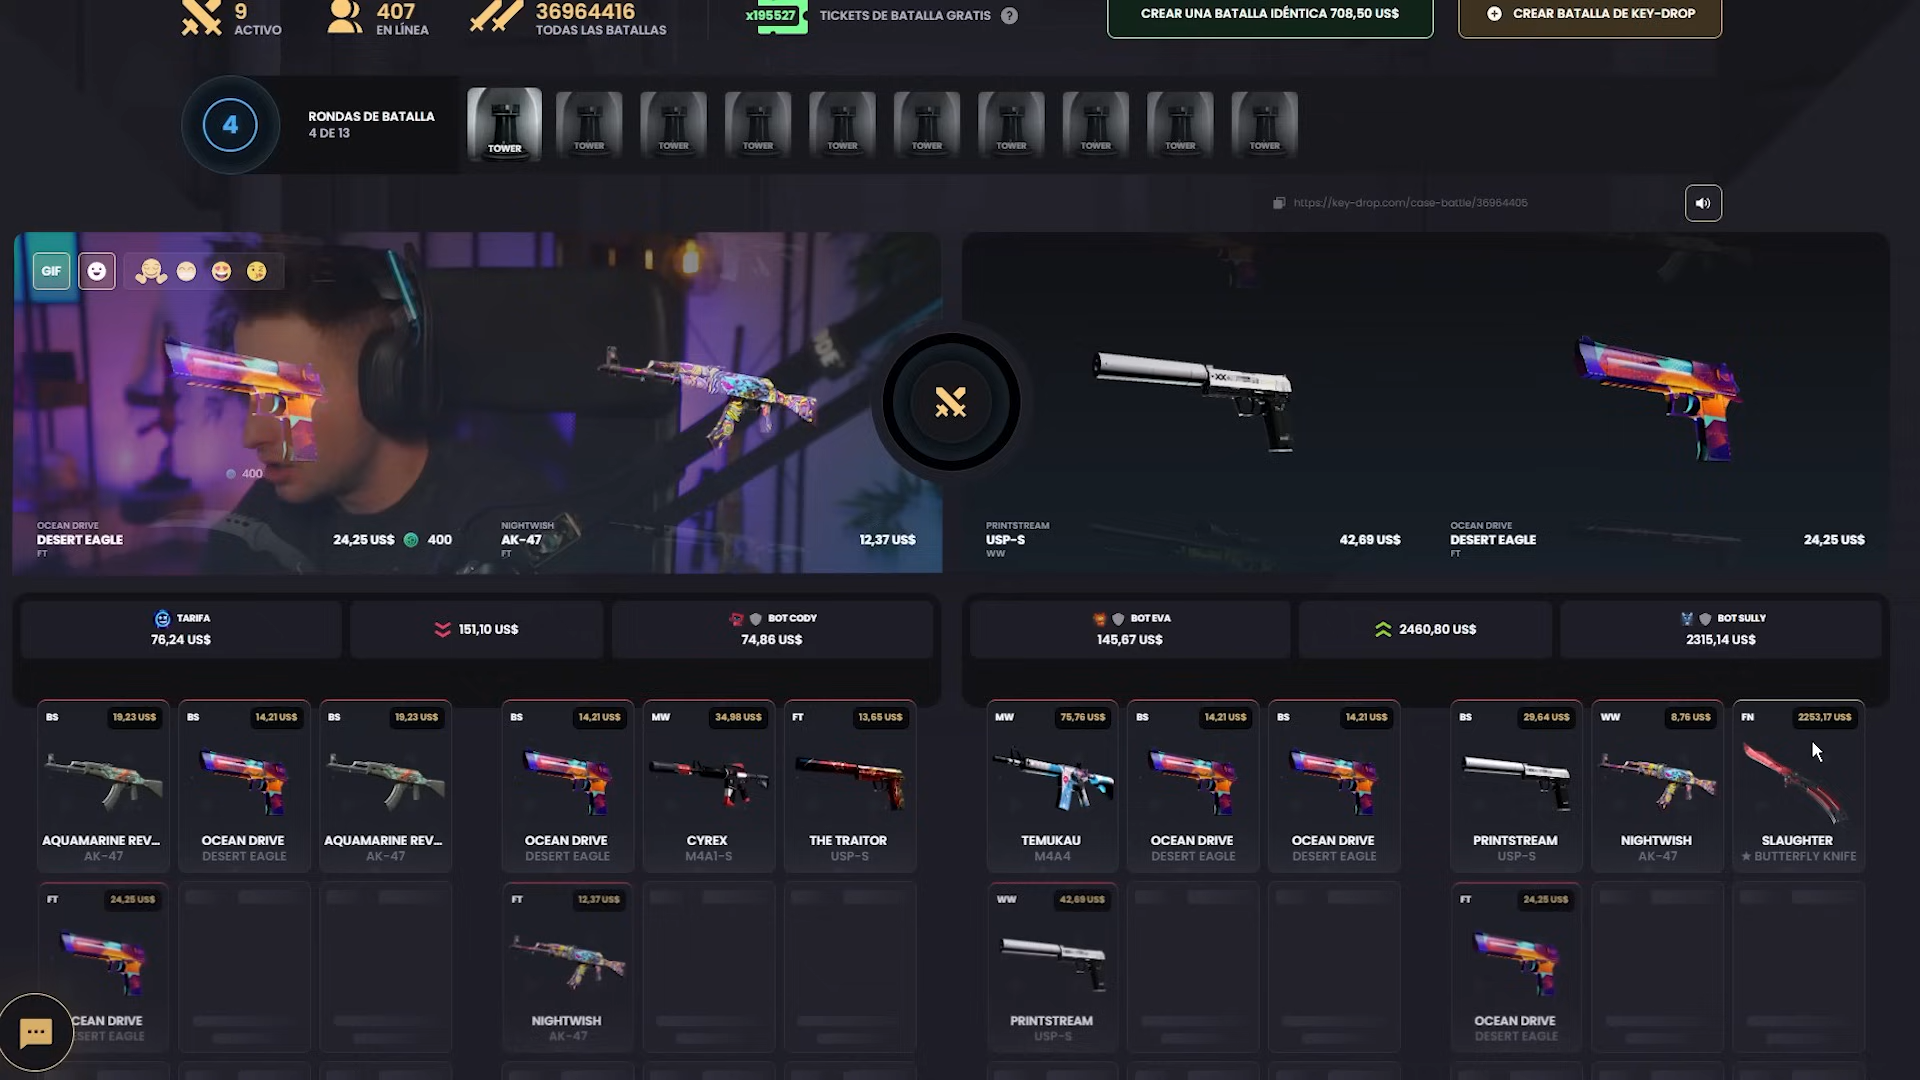 9
ACTIVO
407
EN LÍNEA
36964416
TODAS LAS BATALLAS
x195527
TICKETS DE BATALLA GRATIS
?
CREAR UNA BATALLA IDÉNTICA 708,50 US$
CREAR BATALLA DE KEY-DROP
4
RONDAS DE BATALLA
4 DE 13
TOWER
TOWER
TOWER
TOWER
TOWER
TOWER
TOWER
TOWER
TOWER
TOWER
https://key-drop.com/case-battle/36964405
GIF
400
OCEAN DRIVE
DESERT EAGLE
FT
24,25 US$
400
NIGHTWISH
AK-47
FT
12,37 US$
PRINTSTREAM
USP-S
WW
42,69 US$
OCEAN DRIVE
DESERT EAGLE
FT
24,25 US$
TARIFA
76,24 US$
151,10 US$
BOT CODY
74,86 US$
BOT EVA
145,67 US$
2460,80 US$
BOT SULLY
2315,14 US$
BS
19,23 US$
AQUAMARINE REV...
AK-47
BS
14,21 US$
OCEAN DRIVE
DESERT EAGLE
BS
19,23 US$
AQUAMARINE REV...
AK-47
BS
14,21 US$
OCEAN DRIVE
DESERT EAGLE
MW
34,98 US$
CYREX
M4A1-S
FT
13,65 US$
THE TRAITOR
USP-S
MW
75,76 US$
TEMUKAU
M4A4
BS
14,21 US$
OCEAN DRIVE
DESERT EAGLE
BS
14,21 US$
OCEAN DRIVE
DESERT EAGLE
BS
29,64 US$
PRINTSTREAM
USP-S
WW
8,76 US$
NIGHTWISH
AK-47
FN
2253,17 US$
SLAUGHTER
★ BUTTERFLY KNIFE
FT
24,25 US$
CEAN DRIVE
SERT EAGLE
FT
12,37 US$
NIGHTWISH
AK-47
WW
42,69 US$
PRINTSTREAM
USP-S
FT
24,25 US$
OCEAN DRIVE
DESERT EAGLE